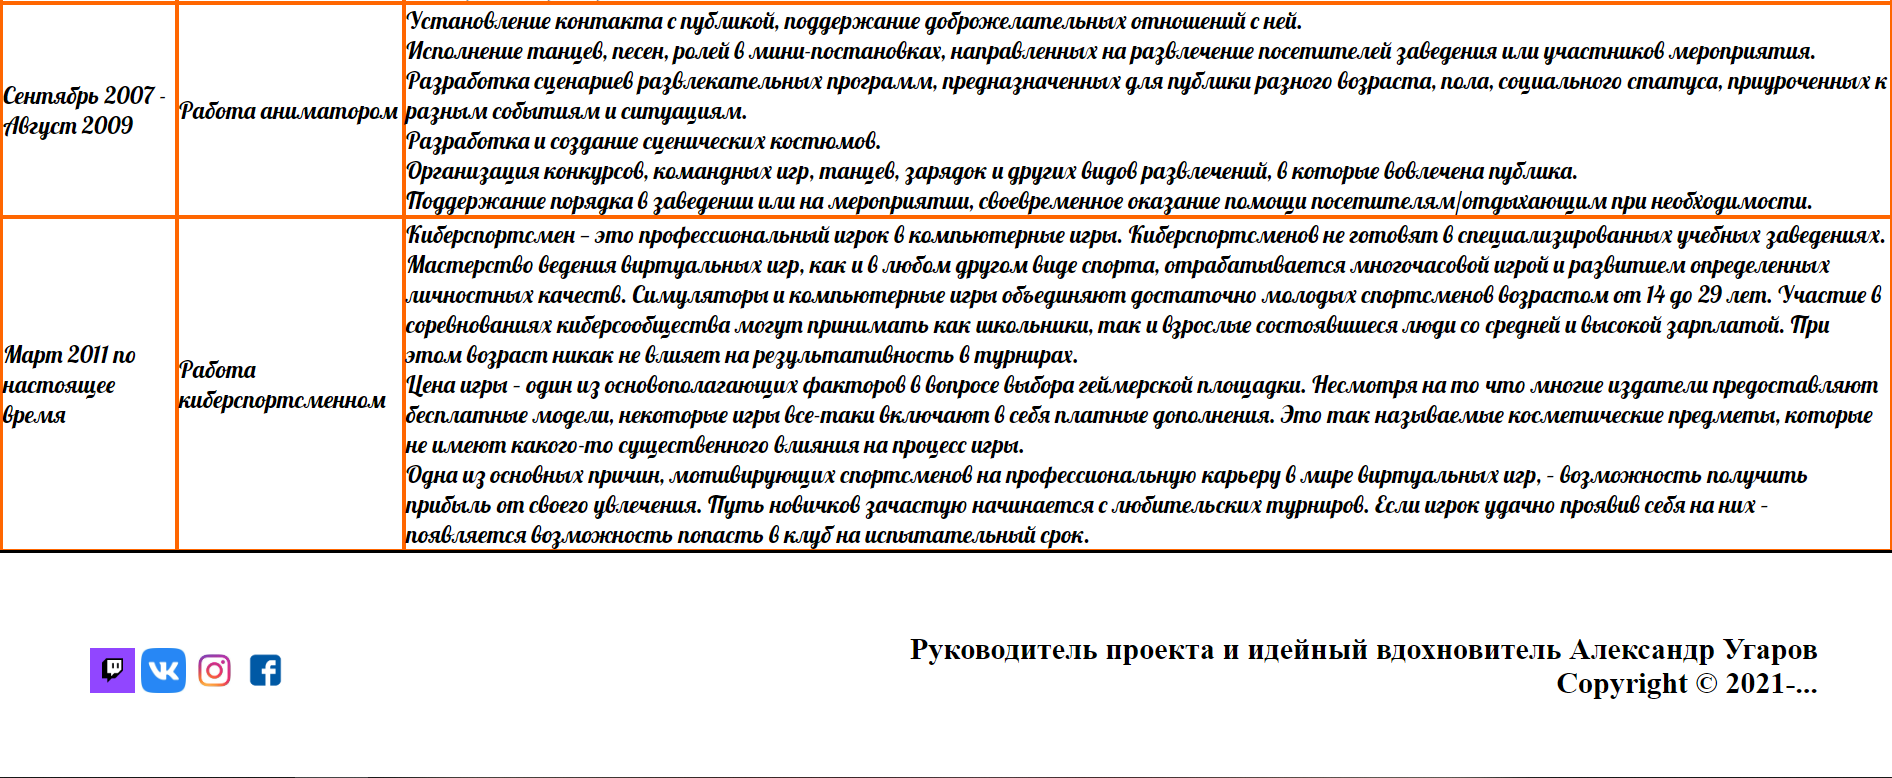 Установление контакта с публикой, поддержание доброжелательных отношений с ней.
Исполнение танцев, песен, ролей в мини-постановках, направленных на развлечение посетителей заведения или участников мероприятия.
Разработка сценариев развлекательных программ, предназначенных для публики разного возраста, пола, социального статуса, приуроченных к
Сентябрь 2007 -
Август 2009
Работа аниматором
разным событиям и ситуациям.
Разработка и создание сценических костюмов.
Организация конкурсов, командных игр, танцев, зарядок и других видов развлечений, в которые вовлечена публика.
Поддержание порядка в заведении или на мероприятии, своевременное оказание помощи посетителям/отдыхающим при необходимости.
Март 2011 по
настоящее
время
Работа
киберспортсменном
Киберспортсмен – это профессиональный игрок в компьютерные игры. Киберспортсменов не готовят в специализированных учебных заведениях.
Мастерство ведения виртуальных игр, как и в любом другом виде спорта, отрабатывается многочасовой игрой и развитием определенных
личностных качеств. Симуляторы и компьютерные игры объединяют достаточно молодых спортсменов возрастом от 14 до 29 лет. Участие в
соревнованиях киберсообщества могут принимать как школьники, так и взрослые состоявшиеся люди со средней и высокой зарплатой. При
этом возраст никак не влияет на результативность в турнирах.
Цена игры – один из основополагающих факторов в вопросе выбора геймерской площадки. Несмотря на то что многие издатели предоставляют
бесплатные модели, некоторые игры все-таки включают в себя платные дополнения. Это так называемые косметические предметы, которые
не имеют какого-то существенного влияния на процесс игры.
Одна из основных причин, мотивирующих спортсменов на профессиональную карьеру в мире виртуальных игр, – возможность получить
прибыль от своего увлечения. Путь новичков зачастую начинается с любительских турниров. Если игрок удачно проявив себя на них –
появляется возможность попасть в клуб на испытательный срок.
Руководитель проекта и идейный вдохновитель Александр Угаров
Copyright © 2021-...